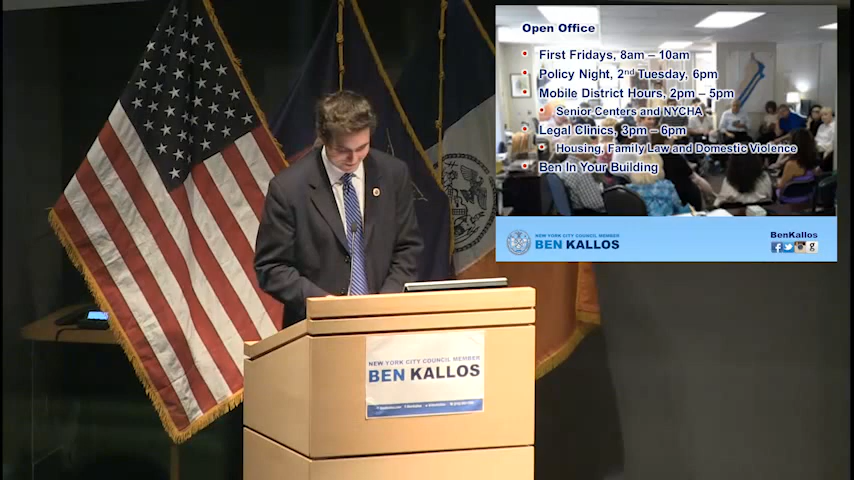 Open Office
• First Fridays, 8am – 10am
• Policy Night, 2nd Tuesday, 6pm
• Mobile District Hours, 2pm – 5pm
Senior Centers and NYCHA
• Legal Clinics, 3pm – 6pm
• Housing, Family Law and Domestic Violence
• Ben In Your Building
NEW YORK CITY COUNCIL MEMBER
BEN KALLOS
BenKallos
NEW YORK CITY COUNCIL MEMBER
BEN KALLOS